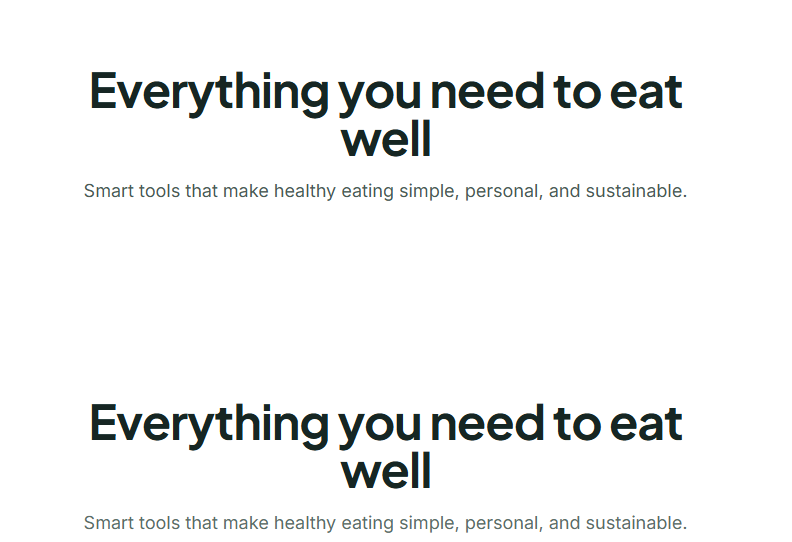 Everything you need to eat
well
Smart tools that make healthy eating simple, personal, and sustainable.
Everything you need to eat
well
Smart tools that make healthy eating simple, personal, and sustainable.